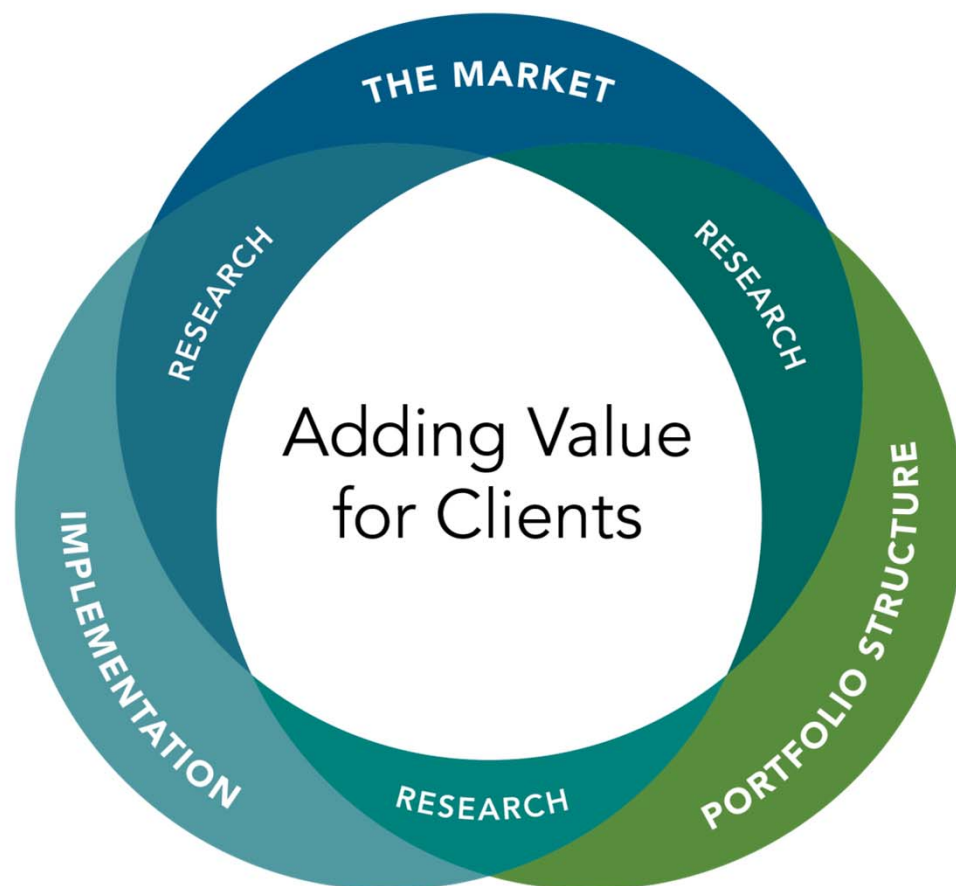 THE MARKET
RESEARCH
RESEARCH
Adding Value
for Clients
IMPLEMENTATION
PORTFOLIO STRUCTURE
RESEARCH